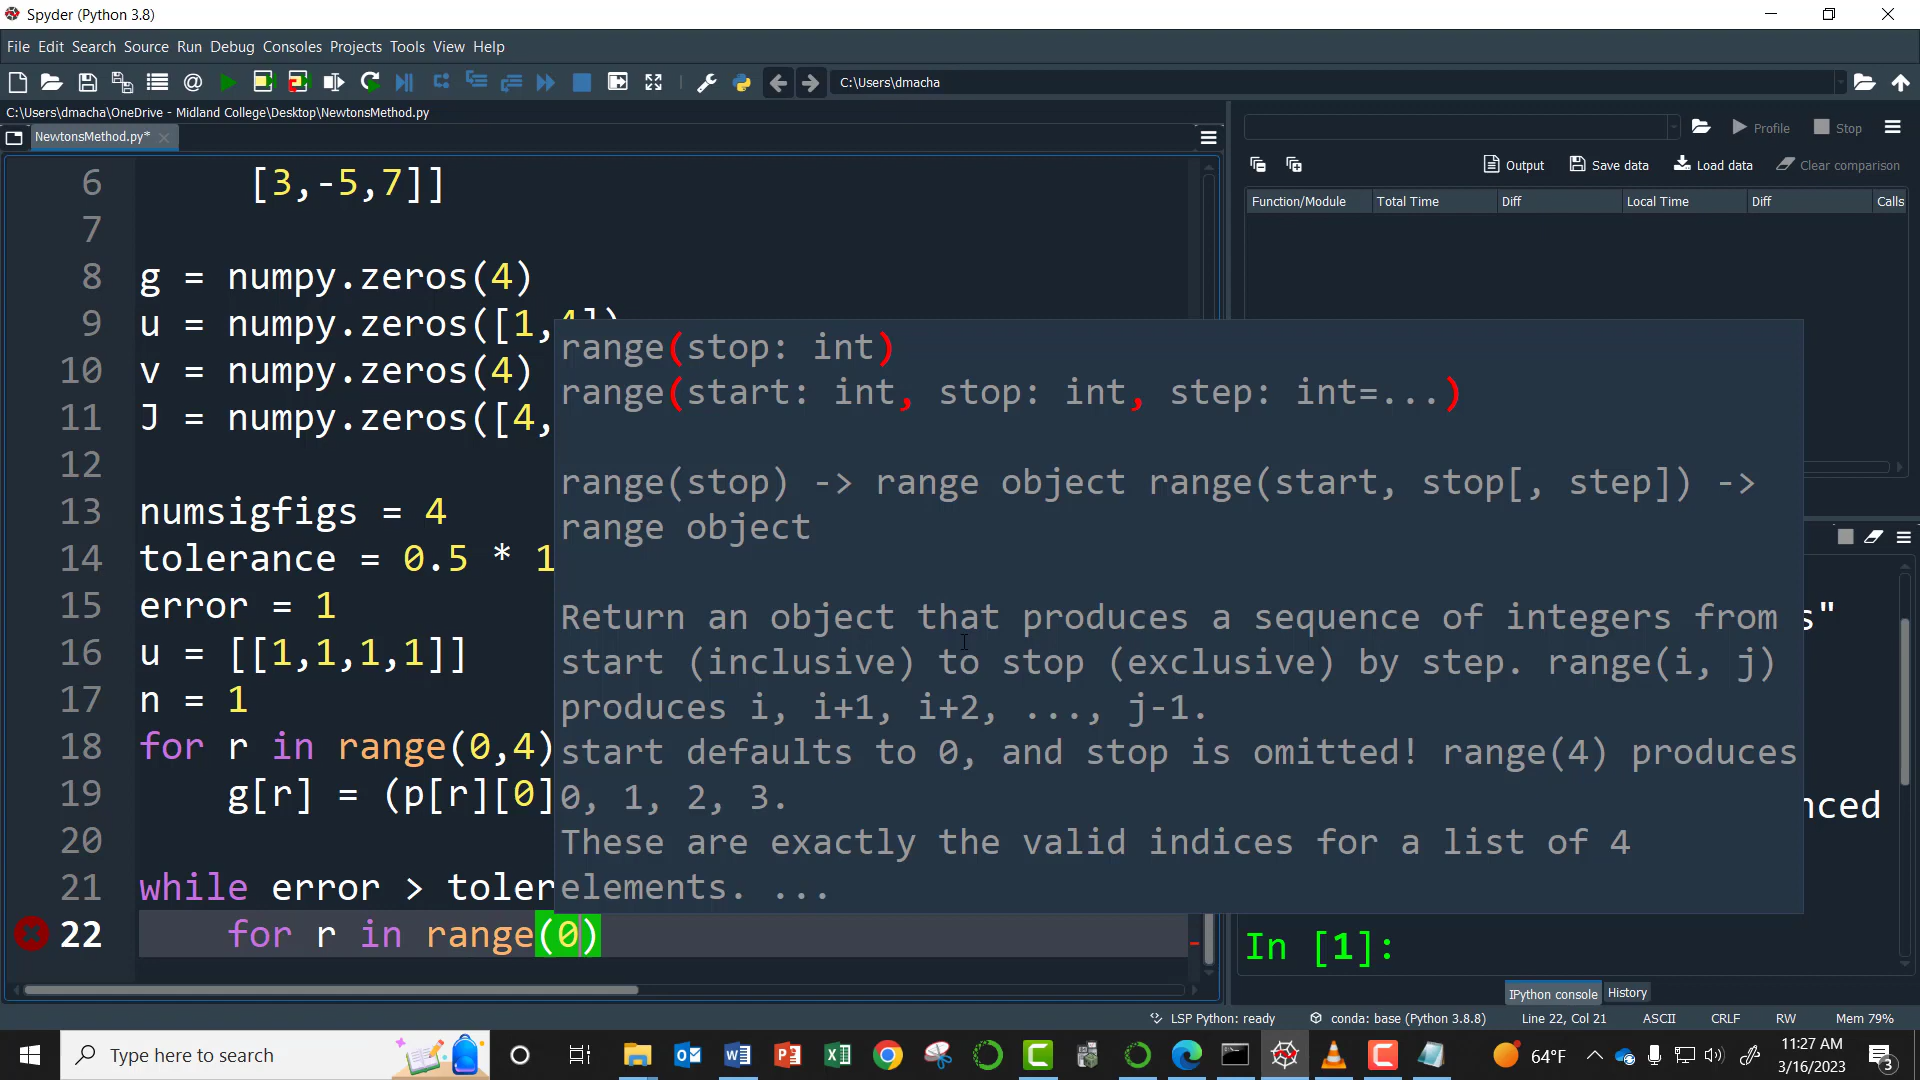 Spyder (Python 3.8)
File Edit Search Source Run Debug Consoles Projects Tools View Help
C:\Users\dmacha
C:\Users\dmacha\OneDrive - Midland College\Desktop\NewtonsMethod.py
NewtonsMethod.py*
Profile Stop
Output Save data Load data Clear comparison
Function/Module Total Time Diff Local Time Diff Calls
6 [3,-5,7]]
7
8 g = numpy.zeros(4)
9 u = numpy.zeros([1,4])
10 v = numpy.zeros(4)
11 J = numpy.zeros([4,
12
13 numsigfigs = 4
14 tolerance = 0.5 * 1
15 error = 1
16 u = [[1,1,1,1]]
17 n = 1
18 for r in range(0,4)
19 g[r] = (p[r][0]
20
21 while error > toler
22 for r in range(0)
range(stop: int)
range(start: int, stop: int, step: int=...)
range(stop) -> range object range(start, stop[, step]) ->
range object
Return an object that produces a sequence of integers from
start (inclusive) to stop (exclusive) by step. range(i, j)
produces i, i+1, i+2, ..., j-1.
start defaults to 0, and stop is omitted! range(4) produces
0, 1, 2, 3.
These are exactly the valid indices for a list of 4
elements. ...
s"
nced
In [1]:
IPython console History
LSP Python: ready conda: base (Python 3.8.8) Line 22, Col 21 ASCII CRLF RW Mem 79%
Type here to search
64°F
11:27 AM
3/16/2023
3